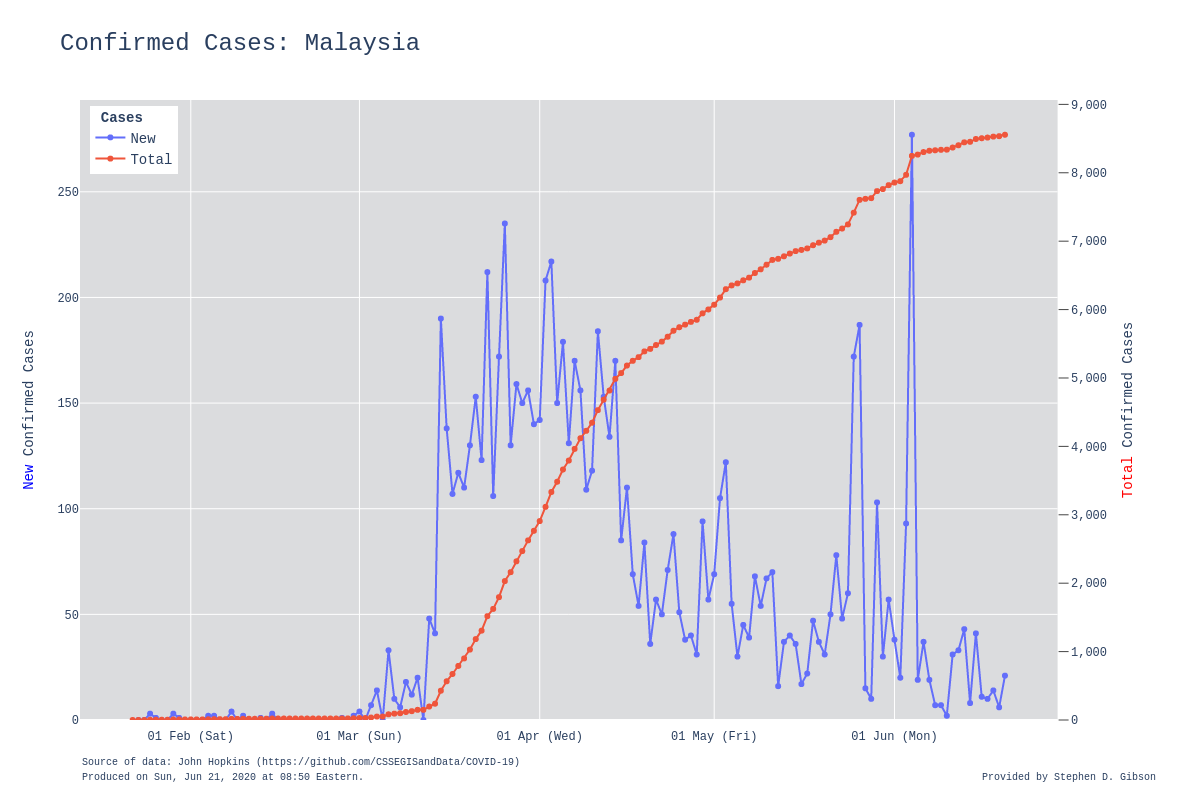 Confirmed Cases: Malaysia
Cases
New
Total
250
200
150
100
50
0
New Confirmed Cases
9,000
8,000
7,000
6,000
5,000
4,000
3,000
2,000
1,000
0
Total Confirmed Cases
01 Feb (Sat) 01 Mar (Sun) 01 Apr (Wed) 01 May (Fri) 01 Jun (Mon)
Source of data: John Hopkins (https://github.com/CSSEGISandData/COVID-19)
Produced on Sun, Jun 21, 2020 at 08:50 Eastern.
Provided by Stephen D. Gibson